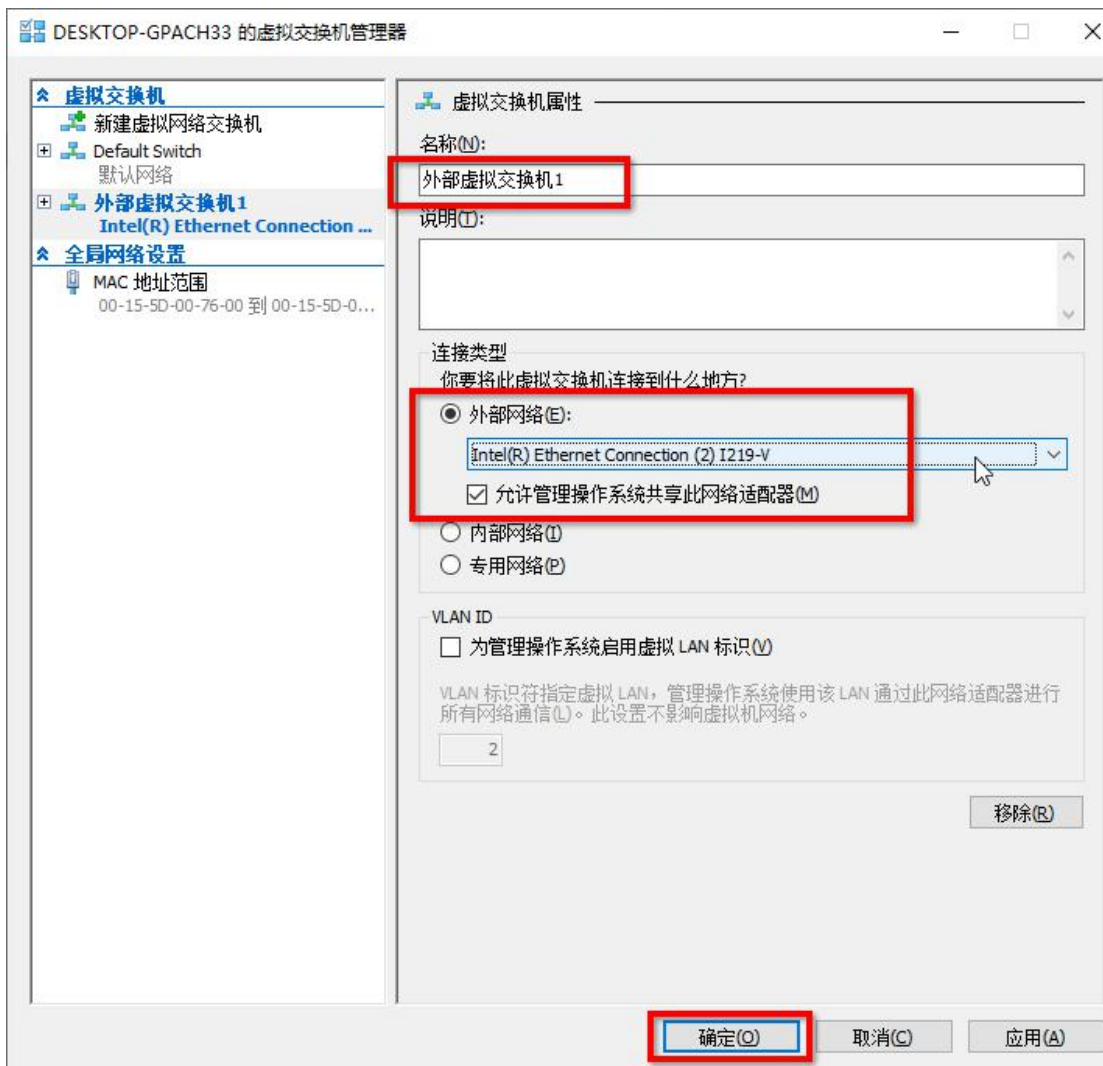 DESKTOP-GPACH33 的虚拟交换机管理器
虚拟交换机
新建虚拟网络交换机
Default Switch
默认网络
外部虚拟交换机1
Intel(R) Ethernet Connection ...
全局网络设置
MAC 地址范围
00-15-5D-00-76-00 到 00-15-5D-0...
虚拟交换机属性
名称(N):
外部虚拟交换机1
说明(T):
连接类型
你要将此虚拟交换机连接到什么地方?
外部网络(E):
Intel(R) Ethernet Connection (2) I219-V
允许管理操作系统共享此网络适配器(M)
内部网络(I)
专用网络(P)
VLAN ID
为管理操作系统启用虚拟 LAN 标识(V)
VLAN 标识符指定虚拟 LAN，管理操作系统使用该 LAN 通过此网络适配器进行
所有网络通信(L)。此设置不影响虚拟机网络。
2
移除(R)
确定(O)
取消(C)
应用(A)